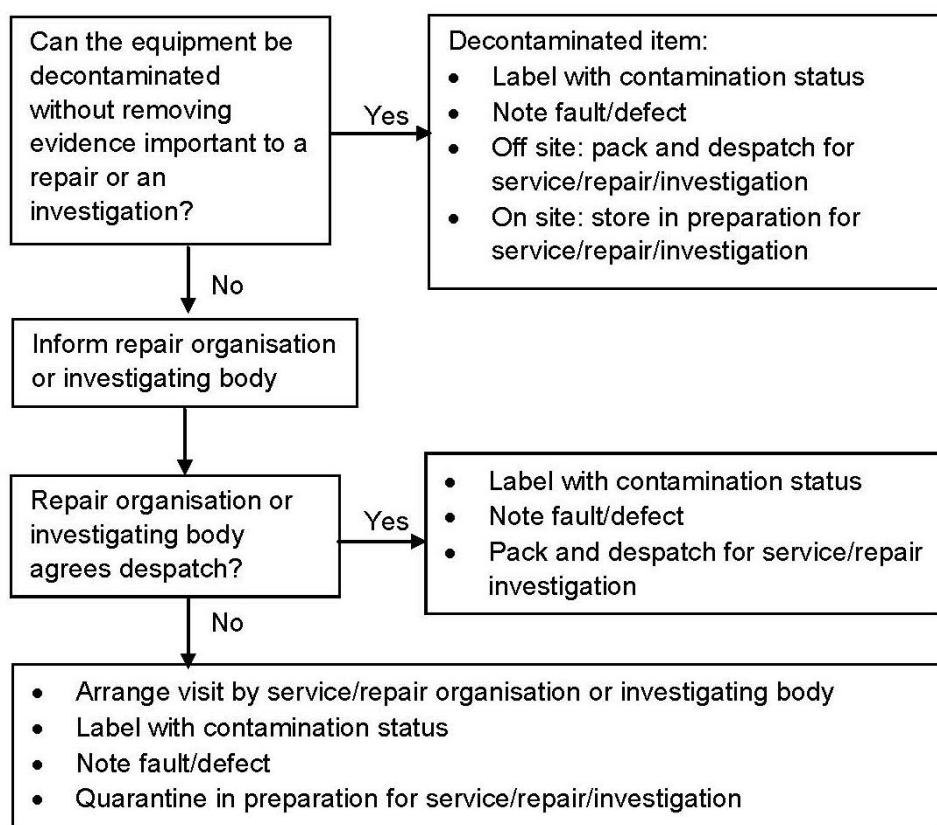 Can the equipment be
decontaminated
without removing
evidence important to a
repair or an
investigation?
Yes
Decontaminated item:
• Label with contamination status
• Note fault/defect
• Off site: pack and despatch for
service/repair/investigation
• On site: store in preparation for
service/repair/investigation
No
Inform repair organisation
or investigating body
Repair organisation or
investigating body
agrees despatch?
Yes
• Label with contamination status
• Note fault/defect
• Pack and despatch for service/repair
investigation
No
• Arrange visit by service/repair organisation or investigating body
• Label with contamination status
• Note fault/defect
• Quarantine in preparation for service/repair/investigation